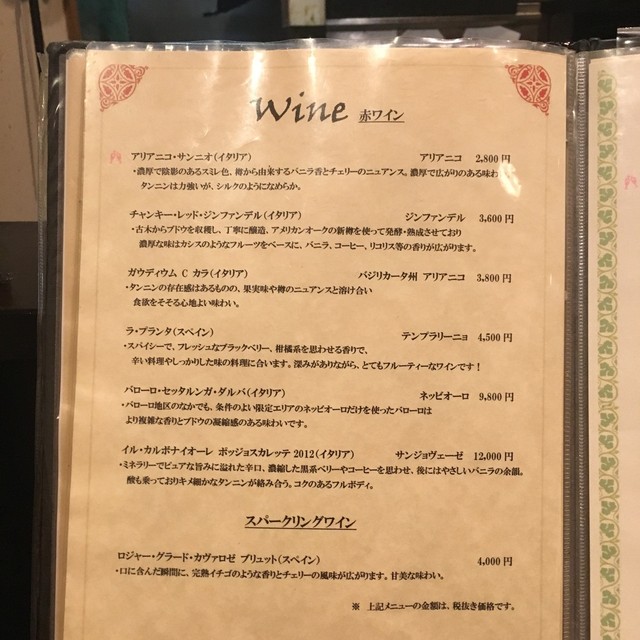 Wine 赤ワイン
アリアニコ・サンニオ(イタリア) アリアニコ 2,800円
・濃厚で陰影のあるスミレ色、樽から由来するバニラ香とチェリーのニュアンス。濃厚で広がりのある味わい
タンニンは力強いが、シルクのようになめらか。
チャンキー・レッド・ジンファンデル(イタリア) ジンファンデル 3,600円
・古木からブドウを収穫し、丁寧に醸造、アメリカンオークの新樽を使って発酵・熟成させており
濃厚な味はカシスのようなフルーツをベースに、バニラ、コーヒー、リコリス等の香りが広がります。
ガウディウム C カラ(イタリア) バジリカータ州 アリアニコ 3,800円
・タンニンの存在感はあるものの、果実味や樽のニュアンスと溶け合い
食欲をそそる心地よい味わい。
ラ・プランタ(スペイン) テンプラリーニョ 4,500円
・スパイシーで、フレッシュなブラックベリー、柑橘系を思わせる香りで、
辛い料理やしっかりした味の料理に合います。深みがありながら、とてもフルーティーなワインです!
バローロ・セッタルンガ・ダルバ(イタリア) ネッビオーロ 9,800円
・バローロ地区のなかでも、条件のよい限定エリアのネッビオーロだけを使ったバローロは
より複雑な香りとブドウの凝縮感のある味わいです。
イル・カルボナイオーレ ポッジョスカレッテ 2012(イタリア) サンジョヴェーゼ 12,000円
・ミネラリーでピュアな旨みに溢れた辛口、濃縮した黒系ベリーやコーヒーを思わせ、後にはやさしいバニラの余韻。
酸も乗っておりキメ細かなタンニンが絡み合う。コクのあるフルボディ。
スパークリングワイン
ロジャー・グラード・カヴァロゼ ブリュット(スペイン) 4,000円
・口に含んだ瞬間に、完熟イチゴのような香りとチェリーの風味が広がります。甘美な味わい。
※ 上記メニューの金額は、税抜き価格です。